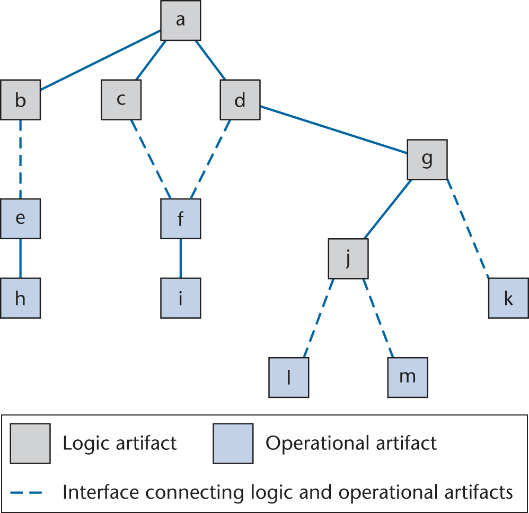 a
b
c
d
g
e
f
j
h
i
k
l
m
Logic artifact
Operational artifact
Interface connecting logic and operational artifacts